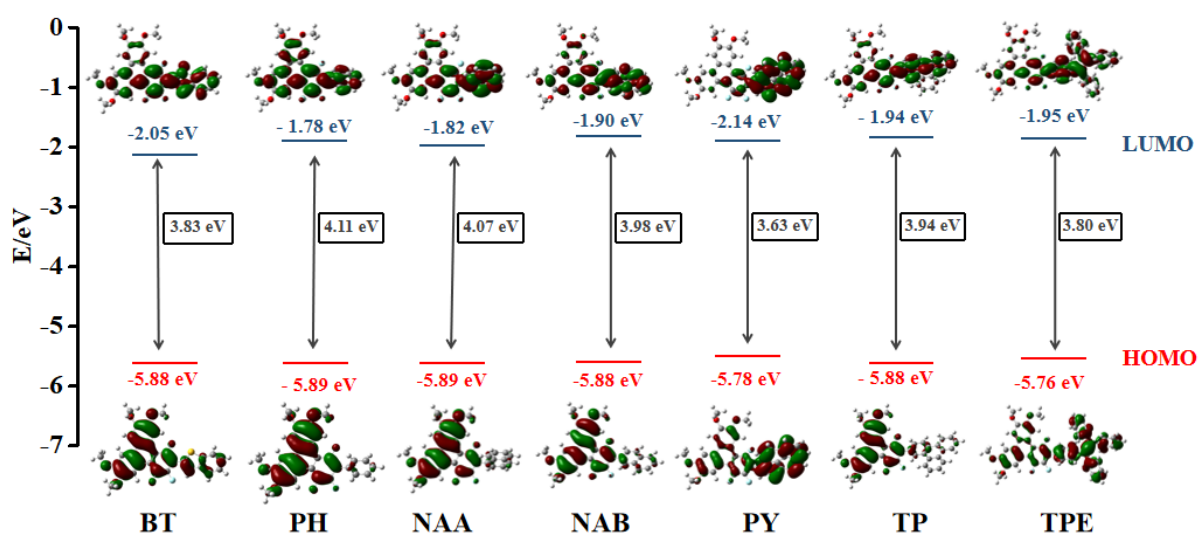 0
-1
-2
-3
-4
-5
-6
-7
E/eV
-2.05 eV
- 1.78 eV
-1.82 eV
-1.90 eV
-2.14 eV
- 1.94 eV
-1.95 eV
LUMO
3.83 eV
4.11 eV
4.07 eV
3.98 eV
3.63 eV
3.94 eV
3.80 eV
HOMO
-5.88 eV
- 5.89 eV
-5.89 eV
-5.88 eV
-5.78 eV
-5.88 eV
-5.76 eV
BT
PH
NAA
NAB
PY
TP
TPE